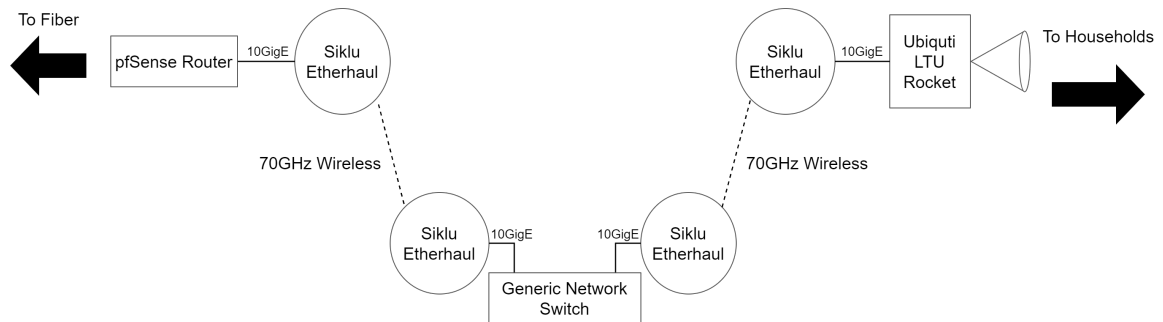 To Fiber
pfSense Router
10GigE
Siklu
Etherhaul
70GHz Wireless
Siklu
Etherhaul
10GigE
Generic Network
Switch
10GigE
Siklu
Etherhaul
70GHz Wireless
Siklu
Etherhaul
10GigE
Ubiquti
LTU
Rocket
To Households